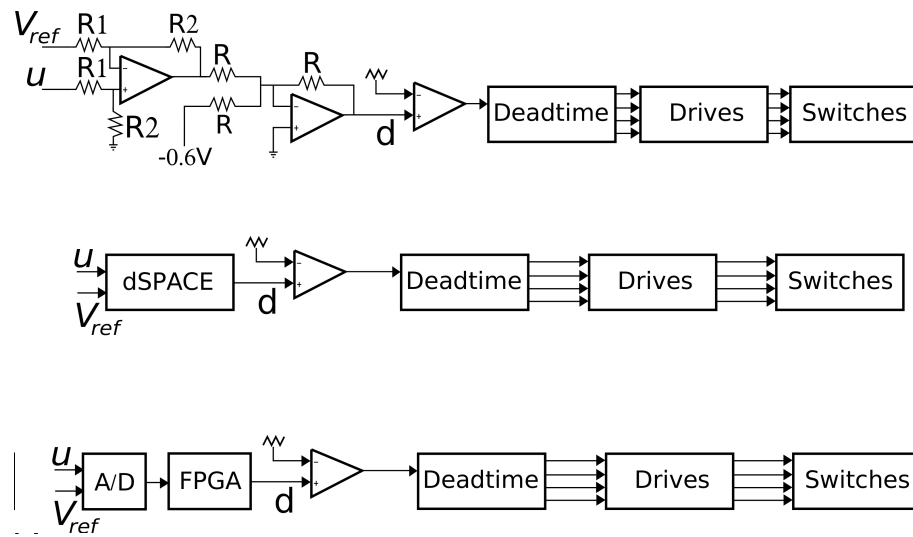 Vref R1 R2
R R
u R1
Deadtime Drives Switches
R
R2 d
-0.6V
u
dSPACE Deadtime Drives Switches
d
Vref
u
A/D FPGA Deadtime Drives Switches
d
Vref